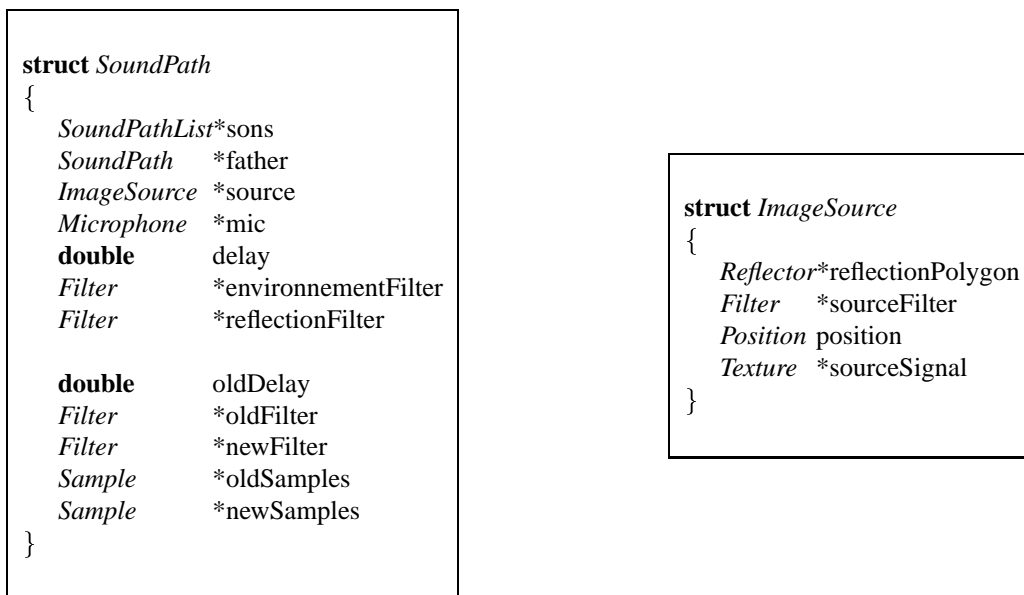 struct SoundPath
{
SoundPathList*sons
SoundPath *father
ImageSource *source
Microphone *mic
double delay
Filter *environnementFilter
Filter *reflectionFilter
double oldDelay
Filter *oldFilter
Filter *newFilter
Sample *oldSamples
Sample *newSamples
}
struct ImageSource
{
Reflector*reflectionPolygon
Filter *sourceFilter
Position position
Texture *sourceSignal
}